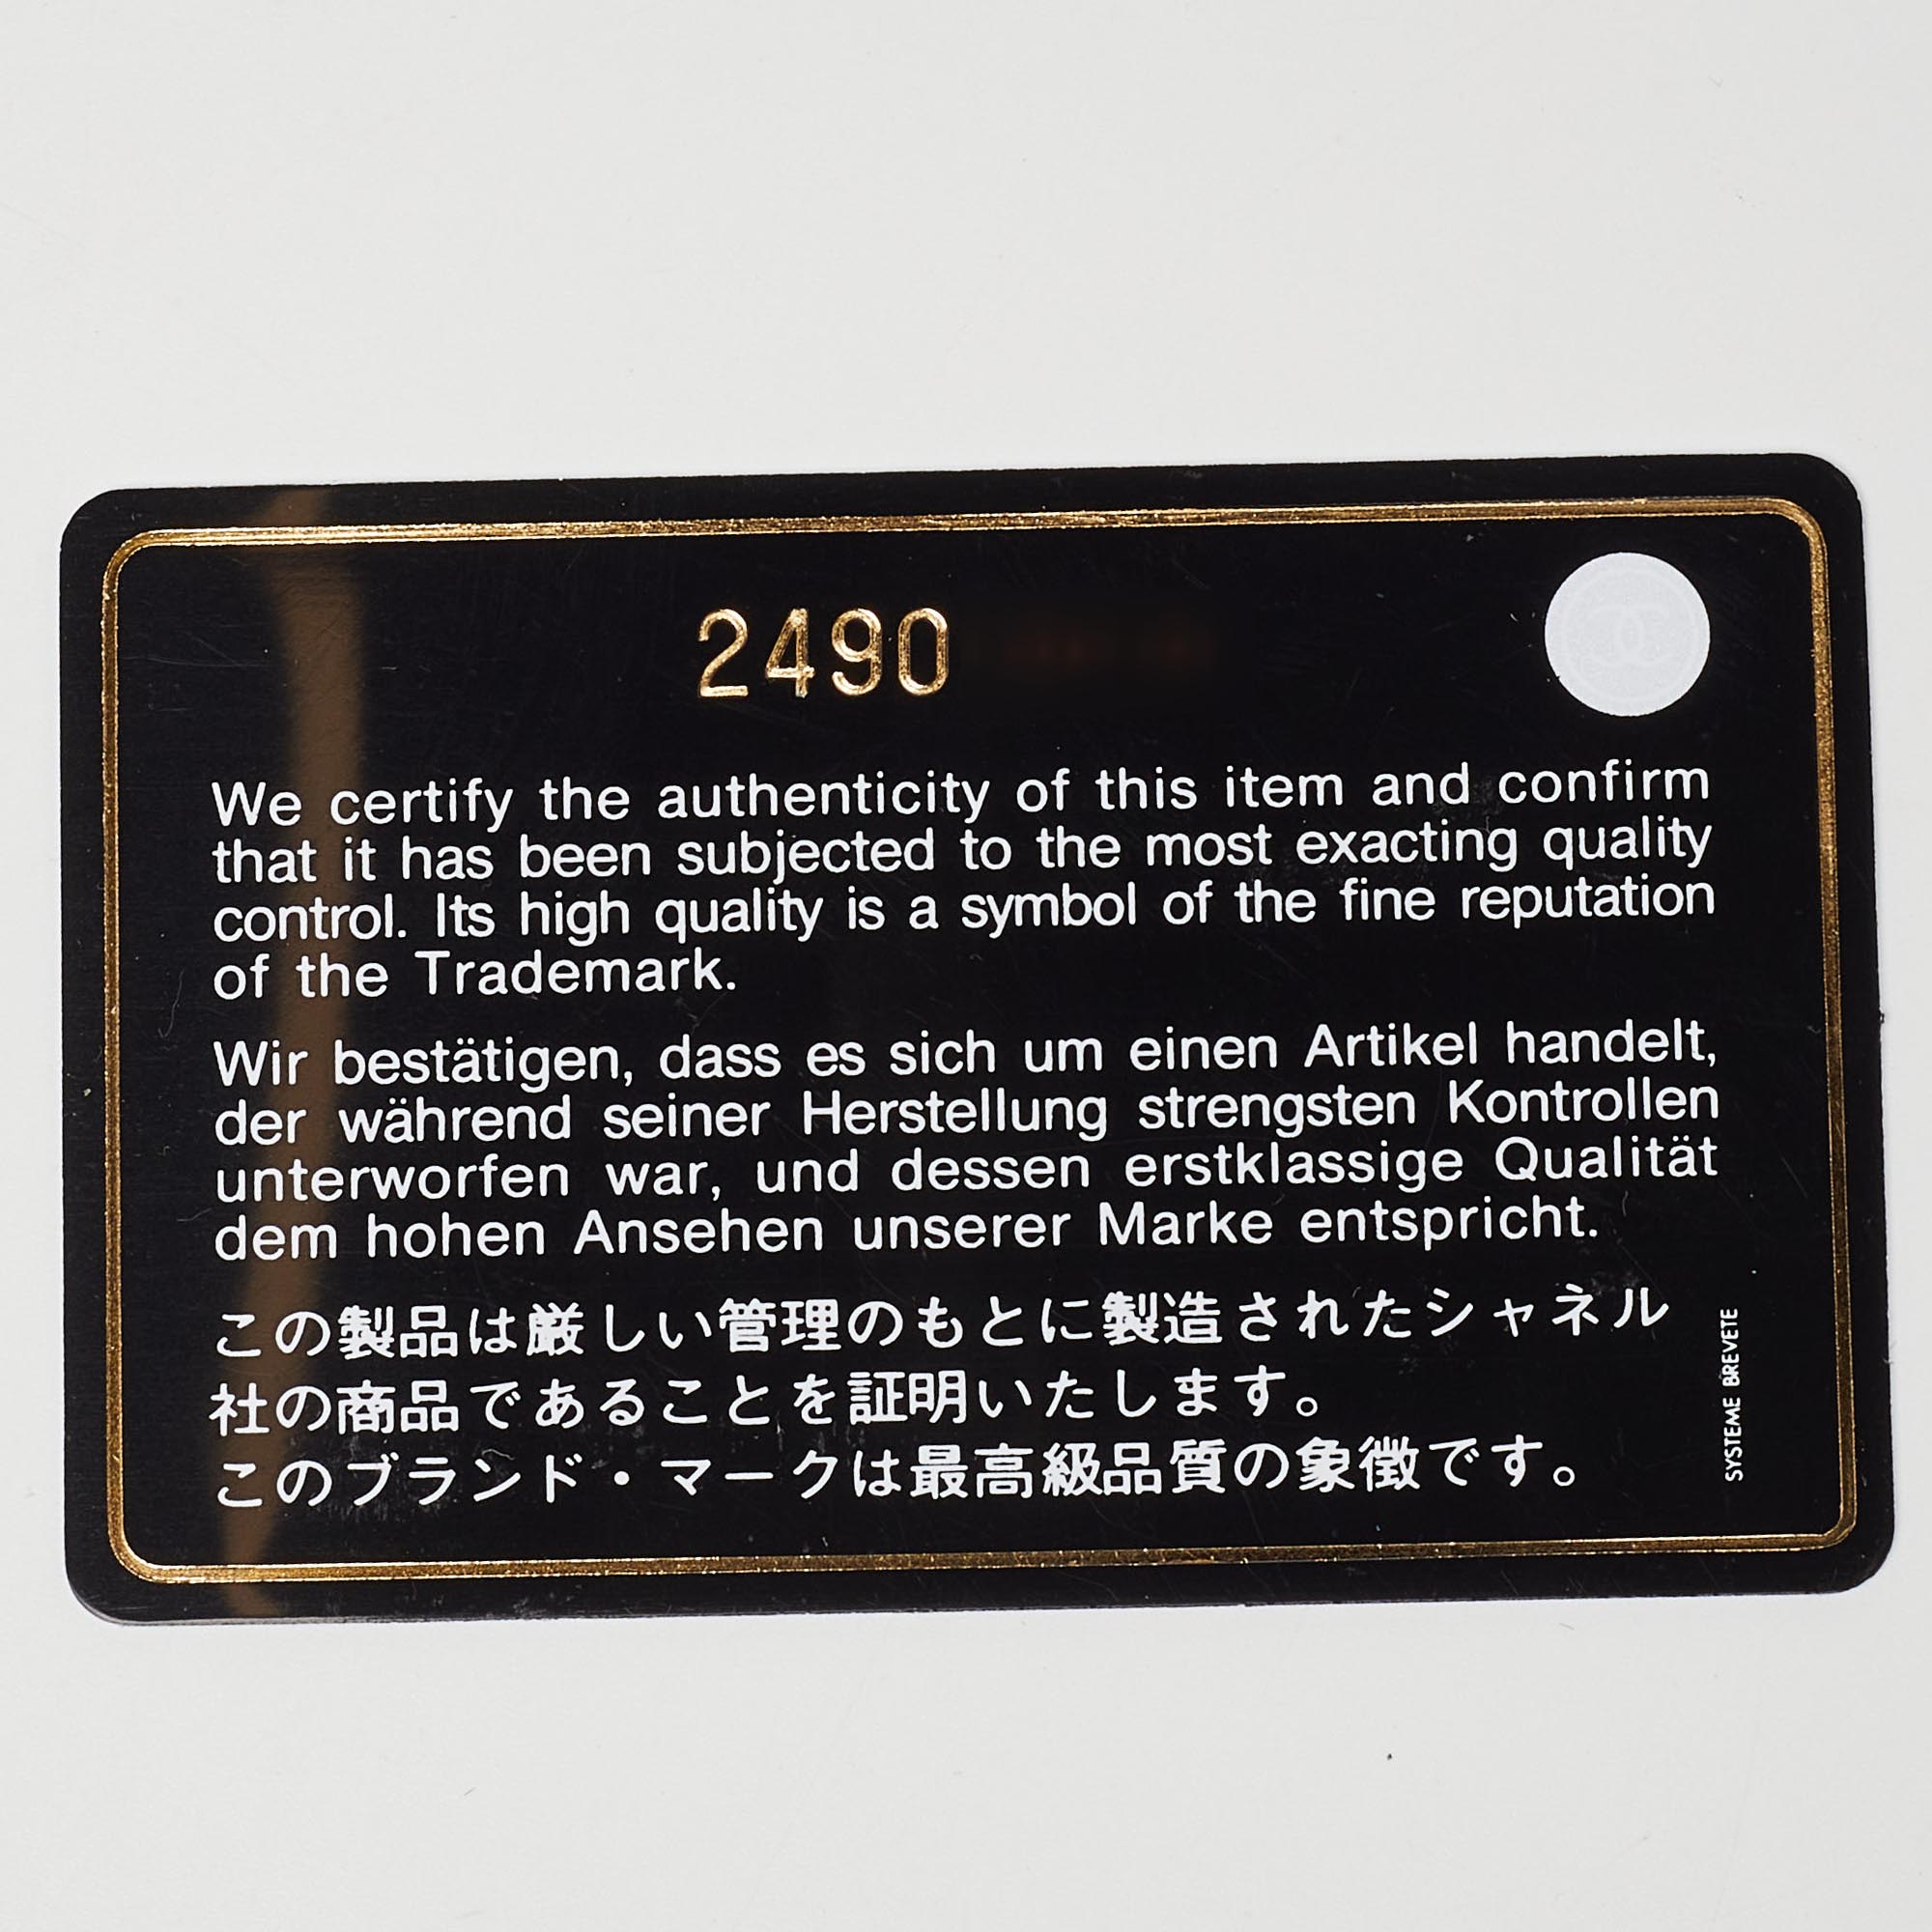 2490
We certify the authenticity of this item and confirm
that it has been subjected to the most exacting quality
control. Its high quality is a symbol of the fine reputation
of the Trademark.
Wir bestätigen, dass es sich um einen Artikel handelt,
der während seiner Herstellung strengsten Kontrollen
unterworfen war, und dessen erstklassige Qualität
dem hohen Ansehen unserer Marke entspricht.
この製品は厳しい管理のもとに製造されたシャネル
社の商品であることを証明いたします。
このブランド・マークは最高級品質の象徴です。
SYSTEME BREVETE